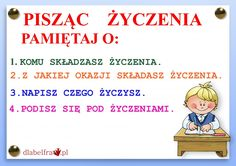 PISZĄC ŻYCZENIA
PAMIĘTAJ O:
1.KOMU SKŁADZASZ ŻYCZENIA.
2.Z JAKIEJ OKAZJI SKŁADASZ ŻYCZENIA.
3.NAPISZ CZEGO ŻYCZYSZ.
4.PODISZ SIĘ POD ŻYCZENIAMI.
dlabelfra.pl